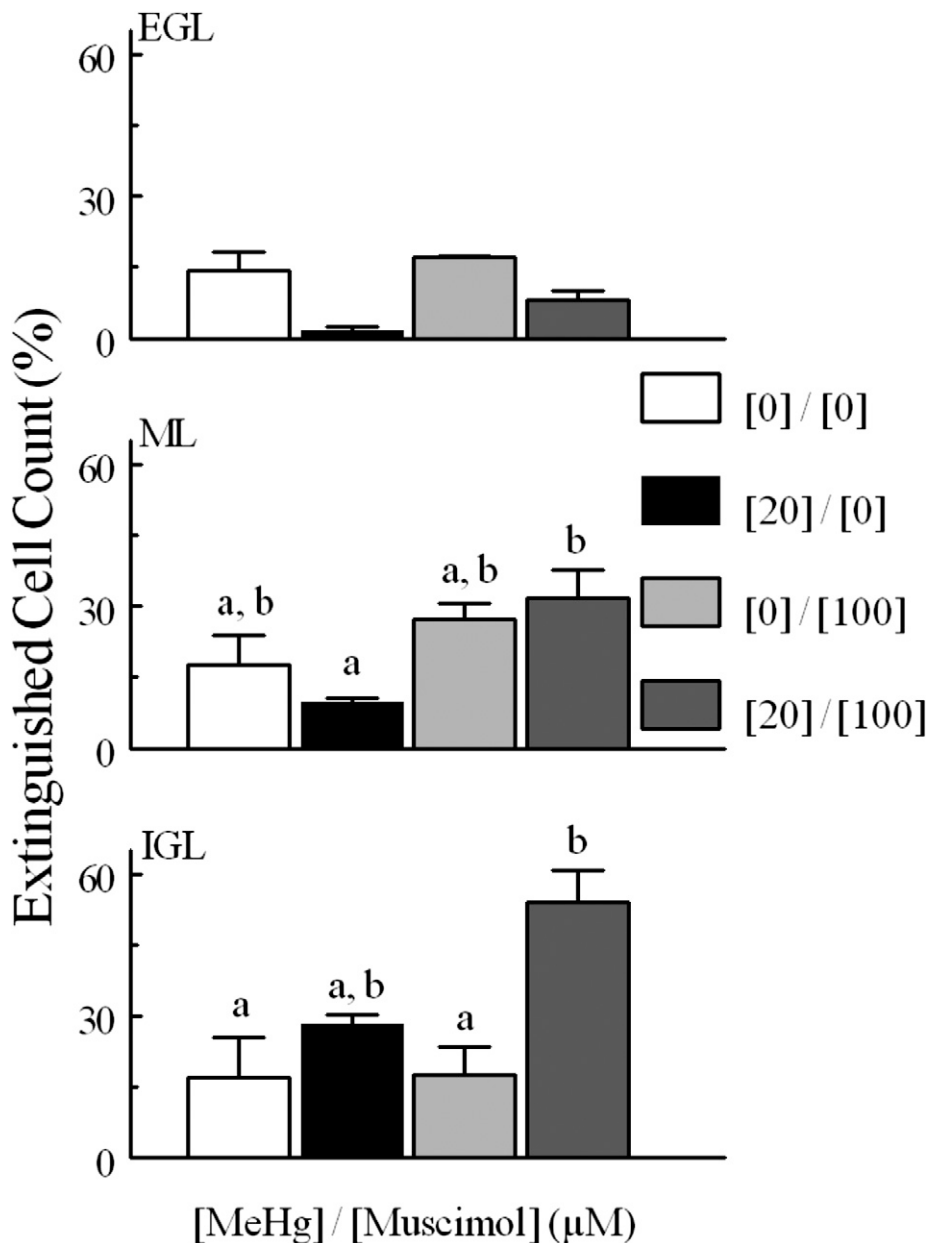 EGL
60
30
0
ML
60
a, b
a
a, b
b
30
0
IGL
60
a
a, b
a
b
30
0
Extinguished Cell Count (%)
[0] / [0]
[20] / [0]
[0] / [100]
[20] / [100]
[MeHg] / [Muscimol] (μM)